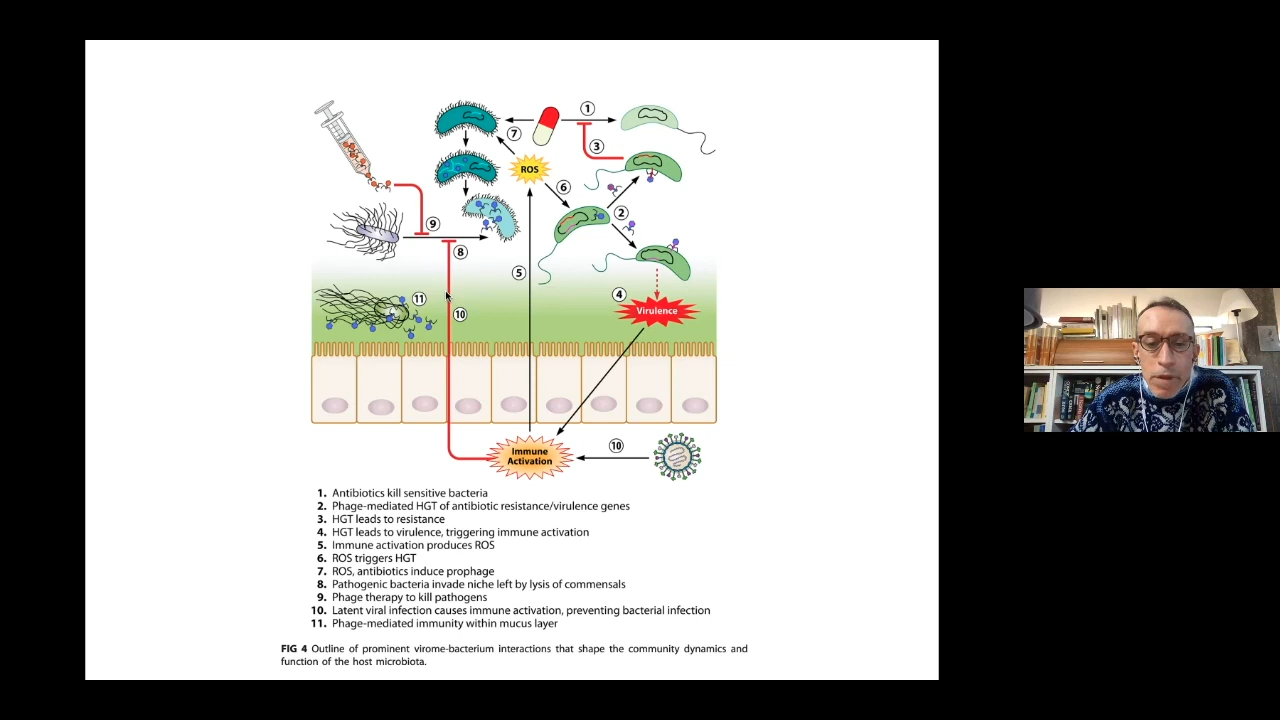 1
7
3
ROS
6
2
9
8
5
4
11
10
Virulence
Immune
Activation
10
1. Antibiotics kill sensitive bacteria
2. Phage-mediated HGT of antibiotic resistance/virulence genes
3. HGT leads to resistance
4. HGT leads to virulence, triggering immune activation
5. Immune activation produces ROS
6. ROS triggers HGT
7. ROS, antibiotics induce prophage
8. Pathogenic bacteria invade niche left by lysis of commensals
9. Phage therapy to kill pathogens
10. Latent viral infection causes immune activation, preventing bacterial infection
11. Phage-mediated immunity within mucus layer
FIG 4 Outline of prominent virome-bacterium interactions that shape the community dynamics and
function of the host microbiota.